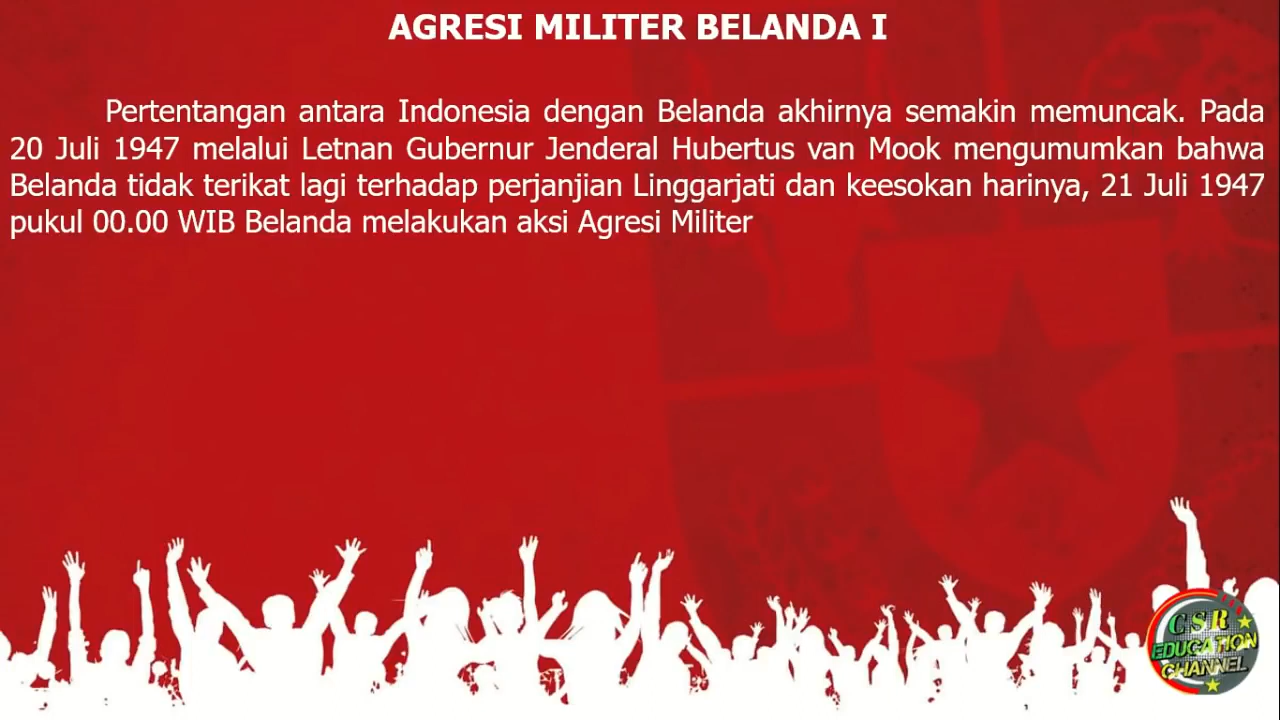 AGRESI MILITER BELANDA I
Pertentangan antara Indonesia dengan Belanda akhirnya semakin memuncak. Pada
20 Juli 1947 melalui Letnan Gubernur Jenderal Hubertus van Mook mengumumkan bahwa
Belanda tidak terikat lagi terhadap perjanjian Linggarjati dan keesokan harinya, 21 Juli 1947
pukul 00.00 WIB Belanda melakukan aksi Agresi Militer
CSR
EDUCATION
CHANNEL